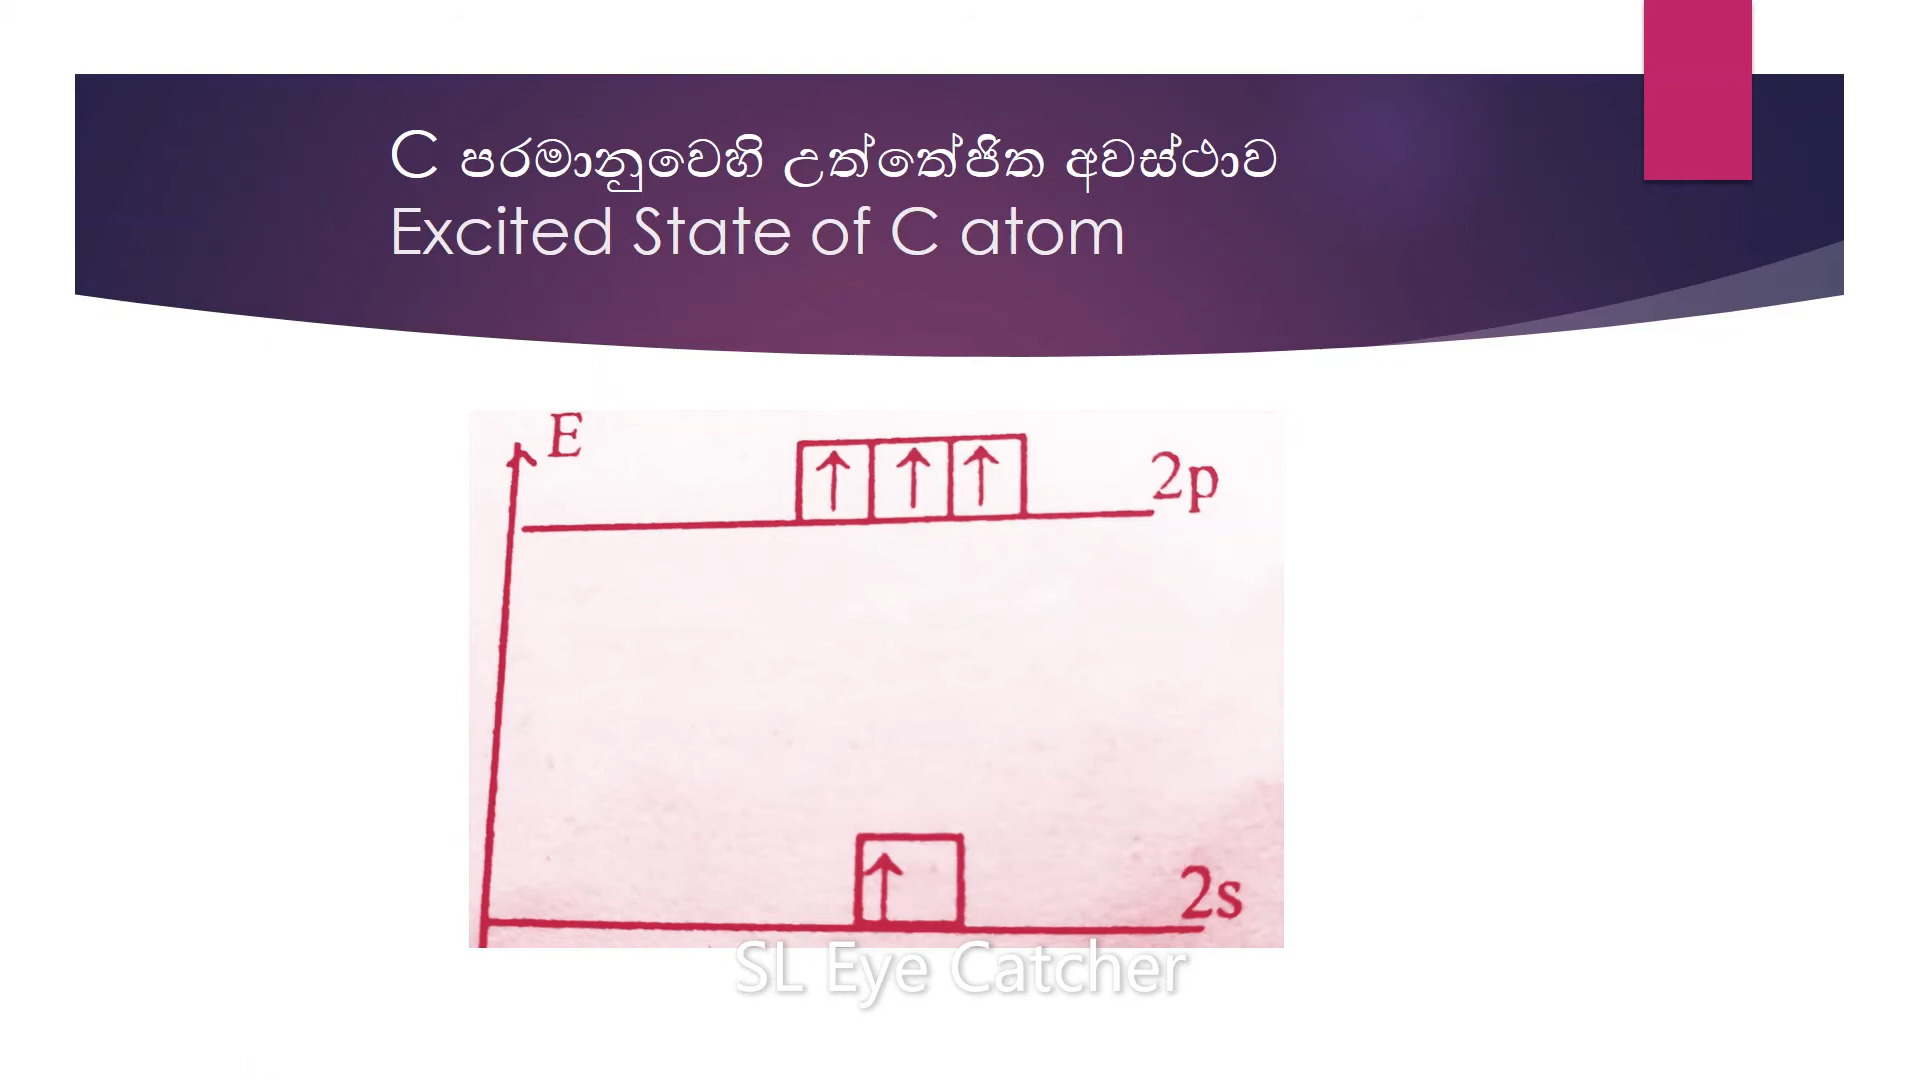 C පරමානුවෙහි උත්තේජිත අවස්ථාව
Excited State of C atom
E
2p
2s
SL Eye Catcher